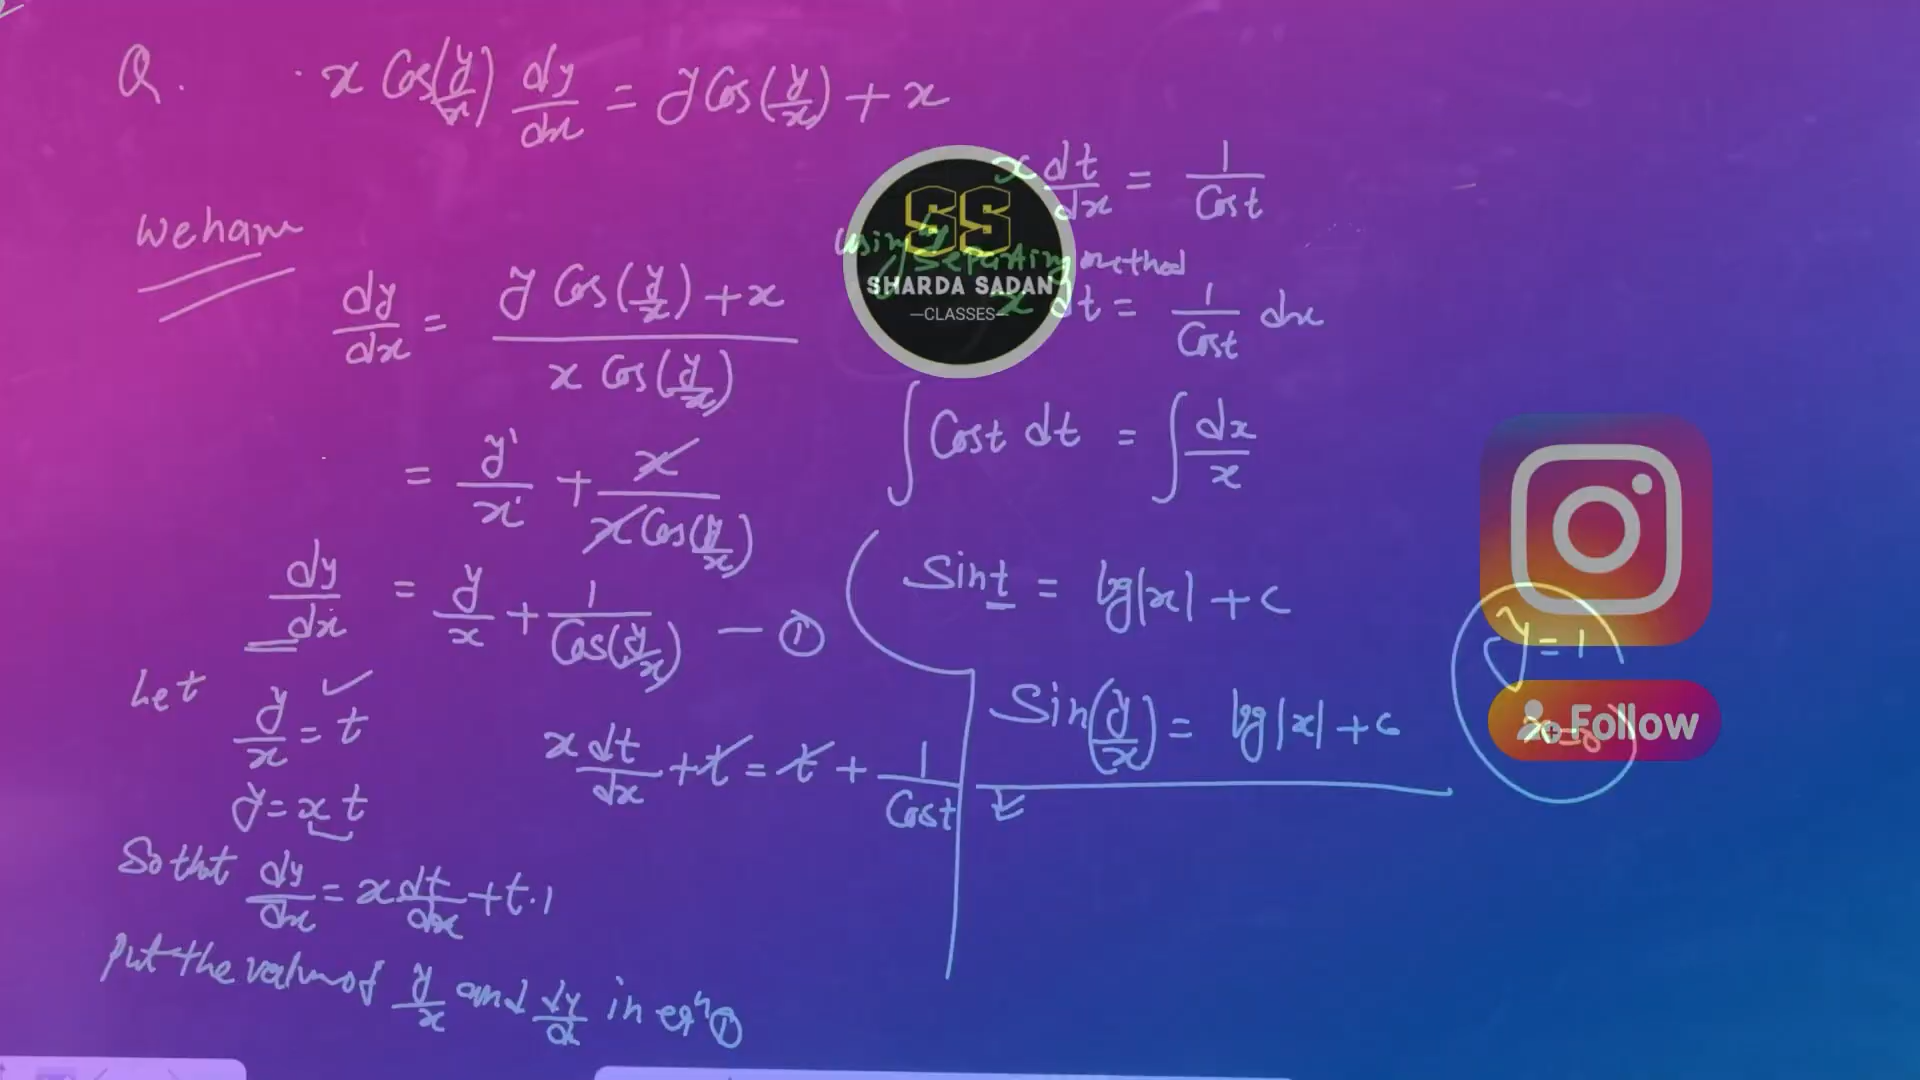 Q. x Cos(y/x) dy/dx = y Cos(y/x) + x
We have
dy/dx = (y Cos(y/x) + x) / (x Cos(y/x))
= y/x + x/(x Cos(y/x))
dy/dx = y/x + 1/Cos(y/x) — ①
Let y/x = t ✓
y = x t
So that dy/dx = x dt/dx + t.1
Put the value of y/x and dy/dx in eqn ①
x dt/dx + t = t + 1/Cost
x dt/dx = 1/Cost
using method
x dt = 1/Cost dx
∫ Cost dt = ∫ dx/x
Sint = log|x| + c
Sin(y/x) = log|x| + c
t
y = 1
SS
SHARDA SADAN
—CLASSES—
Follow